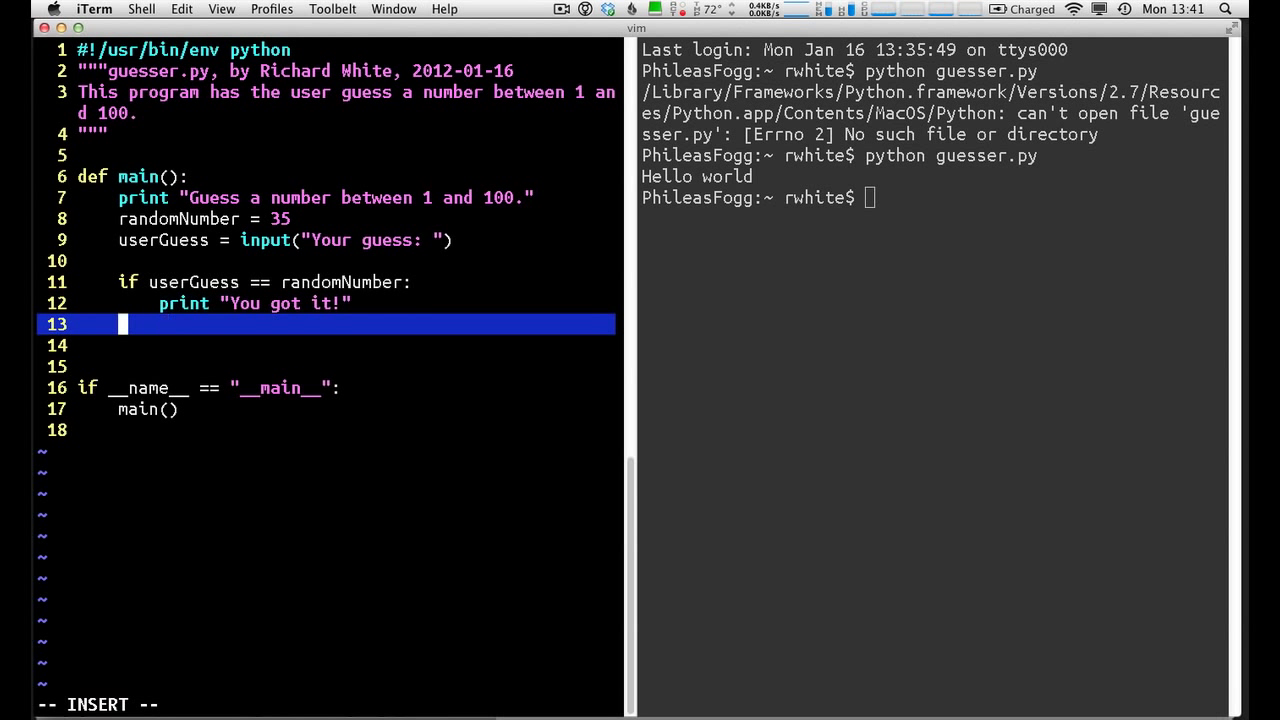 iTerm Shell Edit View Profiles Toolbelt Window Help 72° 0.4KB/s 0.0KB/s Charged Mon 13:41
vim
1 #!/usr/bin/env python
2 """guesser.py, by Richard White, 2012-01-16
3 This program has the user guess a number between 1 an
d 100.
4 """
5
6 def main():
7     print "Guess a number between 1 and 100."
8     randomNumber = 35
9     userGuess = input("Your guess: ")
10
11     if userGuess == randomNumber:
12         print "You got it!"
13
14
15
16 if __name__ == "__main__":
17     main()
18
~
~
~
~
~
~
~
~
~
~
~
~
-- INSERT --
Last login: Mon Jan 16 13:35:49 on ttys000
PhileasFogg:~ rwhite$ python guesser.py
/Library/Frameworks/Python.framework/Versions/2.7/Resourc
es/Python.app/Contents/MacOS/Python: can't open file 'gue
sser.py': [Errno 2] No such file or directory
PhileasFogg:~ rwhite$ python guesser.py
Hello world
PhileasFogg:~ rwhite$